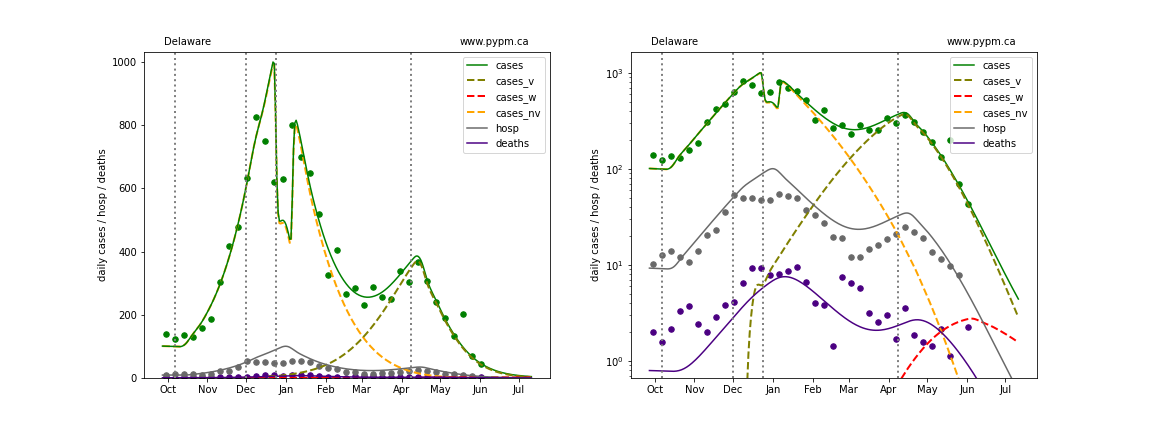 Delaware www.pypm.ca
daily cases / hosp / deaths
1000
800
600
400
200
0
Oct Nov Dec Jan Feb Mar Apr May Jun Jul
cases
cases_v
cases_w
cases_nv
hosp
deaths
Delaware www.pypm.ca
daily cases / hosp / deaths
10³
10²
10¹
10⁰
Oct Nov Dec Jan Feb Mar Apr May Jun Jul
cases
cases_v
cases_w
cases_nv
hosp
deaths